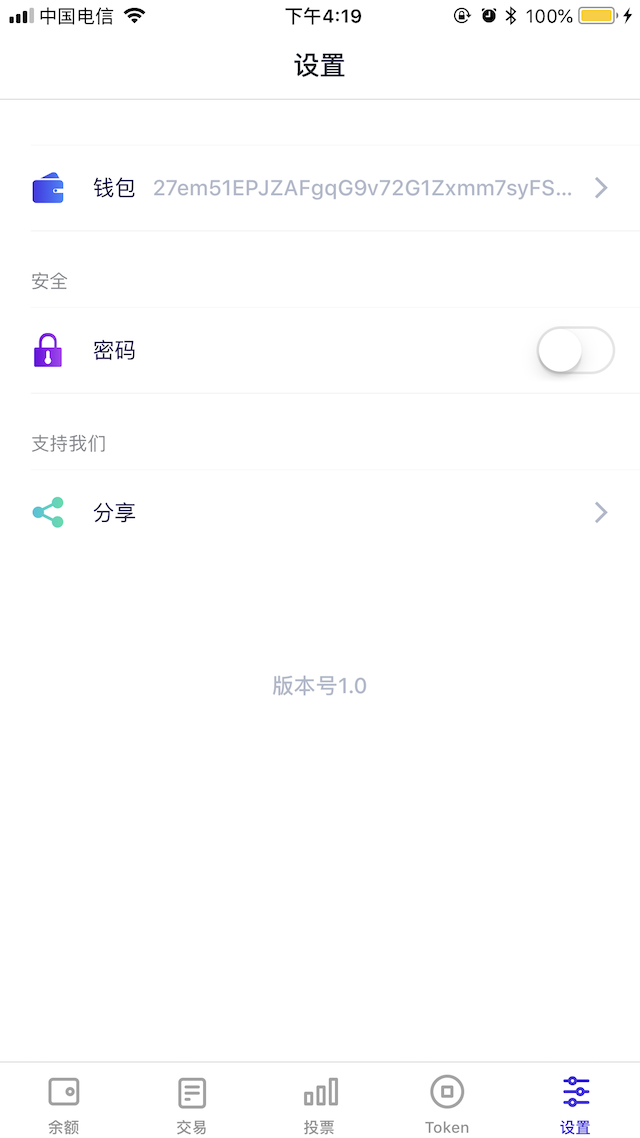 中国电信 下午4:19 100%
设置
钱包 27em51EPJZAFgqG9v72G1Zxmm7syFS...
安全
密码
支持我们
分享
版本号1.0
余额 交易 投票 Token 设置